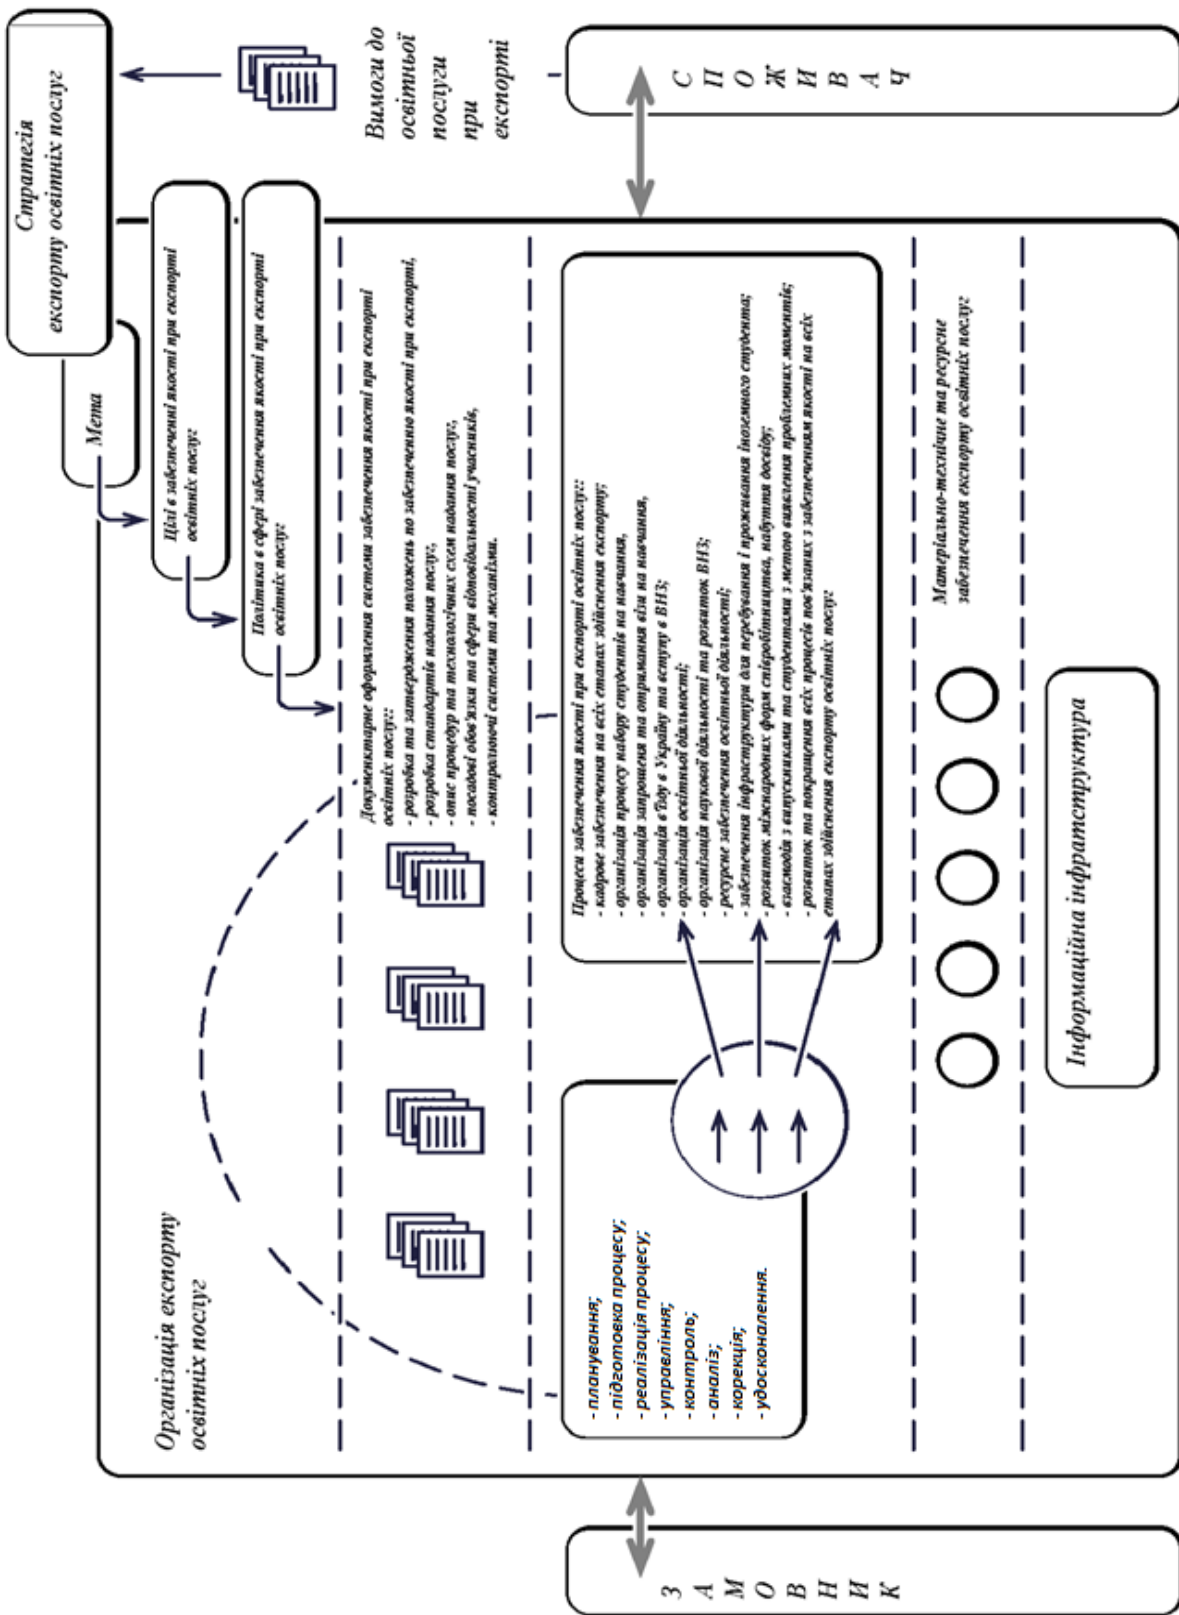 Стратегія
експорту освітніх послуг
Мета
Цілі в забезпеченні якості при експорті
освітніх послуг
Політика в сфері забезпечення якості при експорті
освітніх послуг
Вимоги до
освітньої
послуги
при
експорті
Організація експорту
освітніх послуг
Документарне оформлення системи забезпечення якості при експорті
освітніх послуг:
- розробка та затвердження положень по забезпеченню якості при експорті,
- розробка стандартів надання послуг,
- опис процедур та технологічних схем надання послуг,
- посадові обов'язки та сфери відповідальності учасників,
- контролюючі системи та механізми.
- планування;
- підготовка процесу;
- реалізація процесу;
- управління;
- контроль;
- аналіз;
- корекція;
- удосконалення.
Процеси забезпечення якості при експорті освітніх послуг:
- кадрове забезпечення на всіх етапах здійснення експорту;
- організація процесу набору студентів на навчання,
- організація запрошень та отримання візи на навчання,
- організація в'їзду в Україну та вступу в ВНЗ;
- організація освітньої діяльності;
- організація наукової діяльності та розвиток ВНЗ;
- ресурсне забезпечення освітньої діяльності;
- забезпечення інфраструктури для перебування і проживання іноземного студента;
- розвиток міжнародних форм співробітництва, набуття досвіду;
- взаємодія з випускниками та студентами з метою виявлення проблемних моментів;
- розвиток та покращення всіх процесів пов'язаних з забезпеченням якості на всіх
етапах здійснення експорту освітніх послуг
Матеріально-технічне та ресурсне
забезпечення експорту освітніх послуг
Інформаційна інфратструктура
З
А
М
О
В
Н
И
К
С
П
О
Ж
И
В
А
Ч